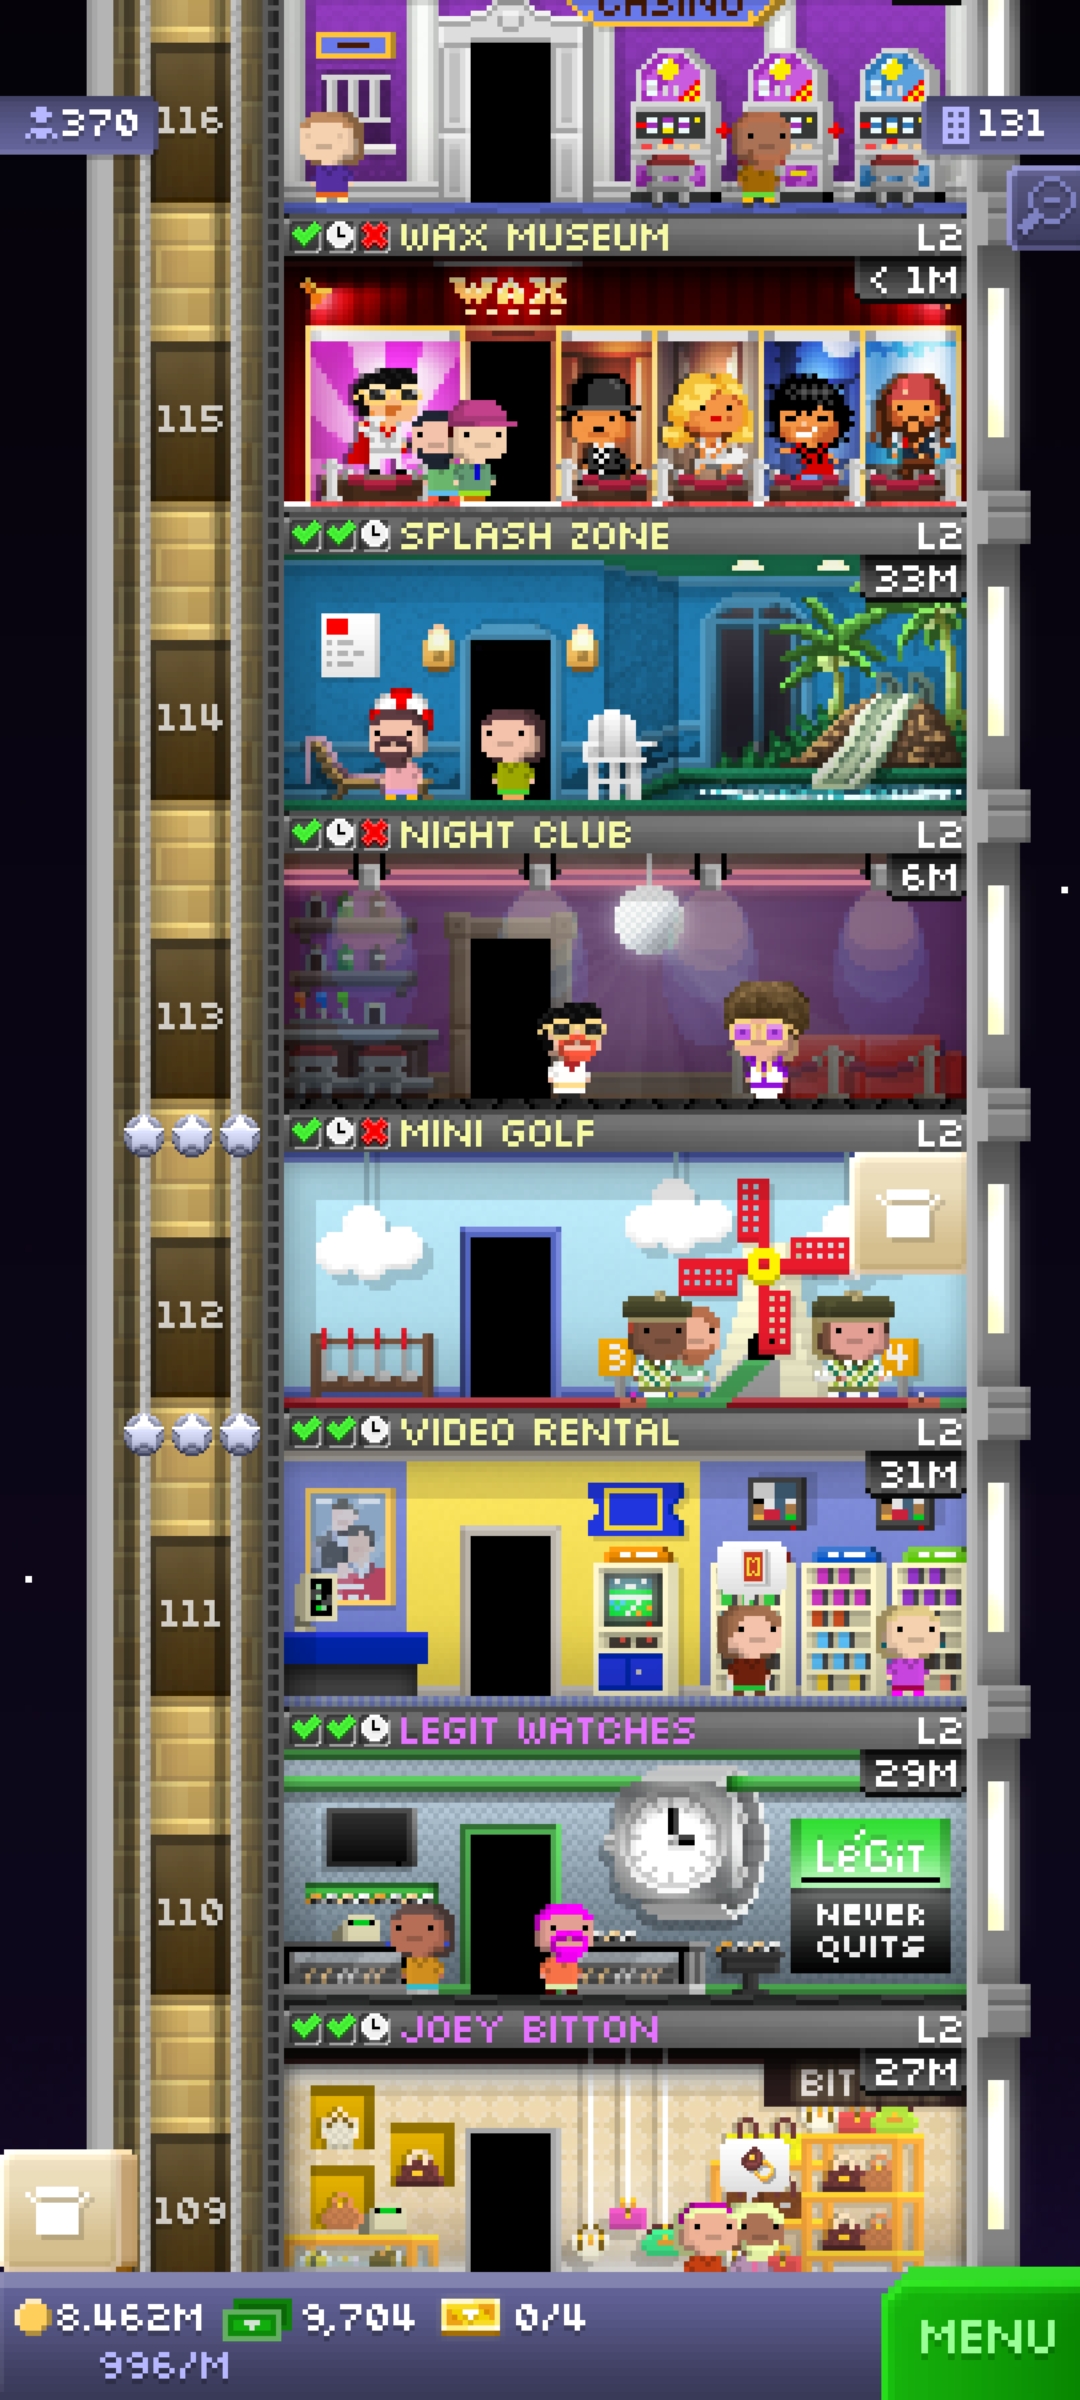 CASINO
116
370
131
WAX MUSEUM L2
< 1M
WAX
115
SPLASH ZONE L2
33M
114
NIGHT CLUB L2
6M
113
MINI GOLF L2
112
3 4
VIDEO RENTAL L2
31M
111
LEGIT WATCHES L2
29M
LéGiT
NEVER
QUITS
110
JOEY BITTON L2
27M
BIT
109
8.462M 9,704 0/4
996/M
MENU